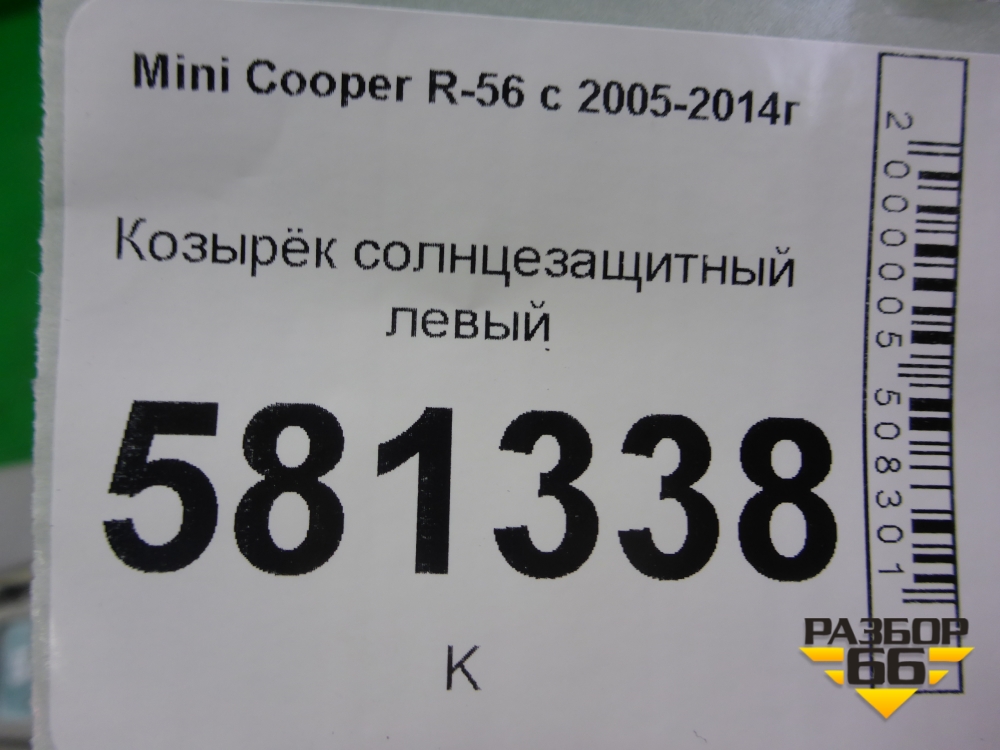 Mini Cooper R-56 с 2005-2014г
Козырёк солнцезащитный
левый
581338
К
2000005508301
РАЗБОР
66